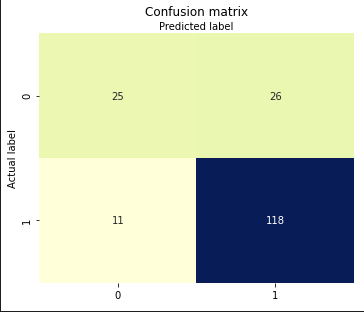 Confusion matrix
Predicted label
Actual label
0
25
26
1
11
118
0
1